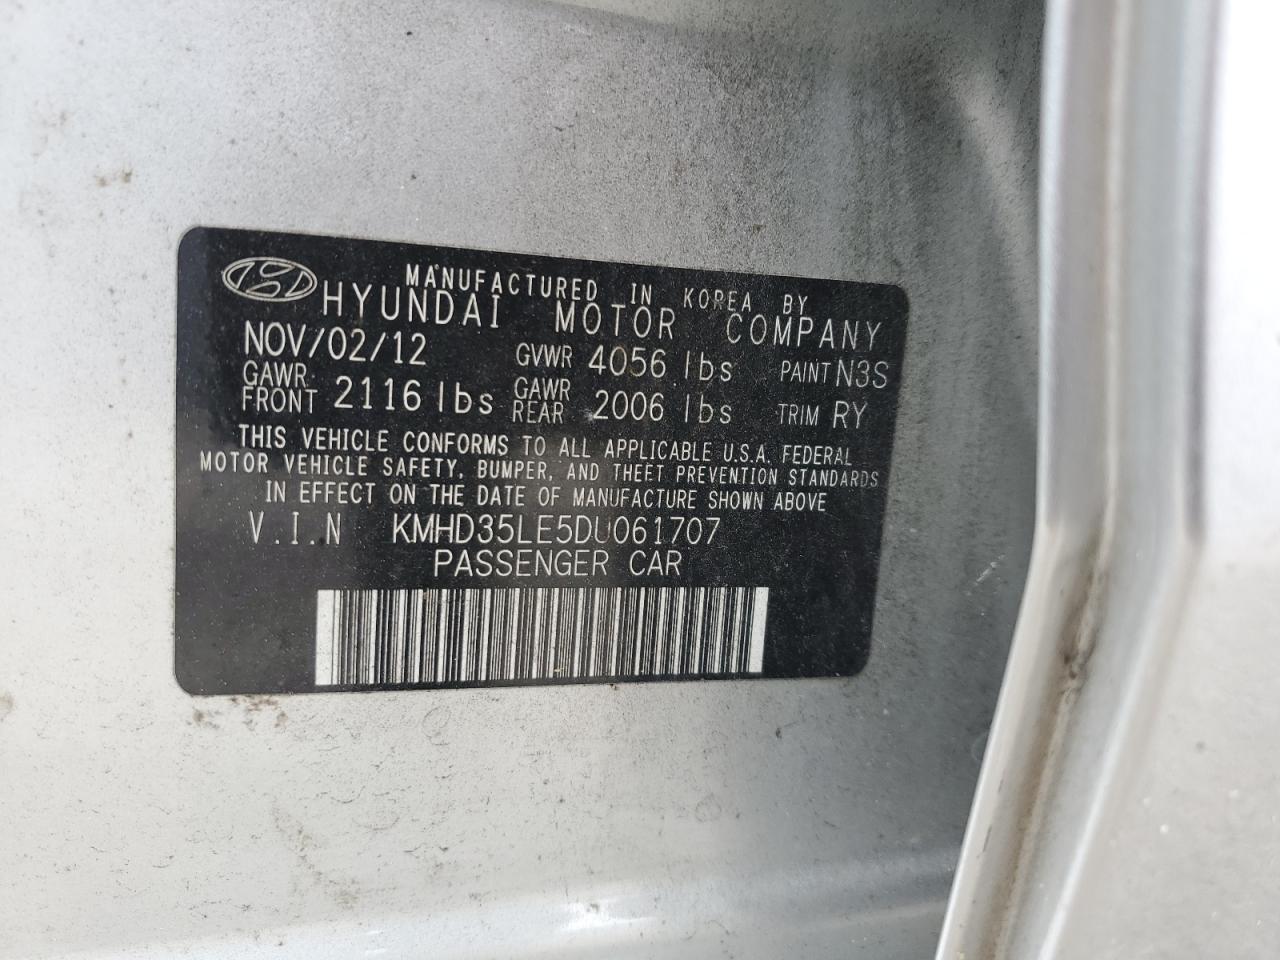 MANUFACTURED IN KOREA BY
HYUNDAI MOTOR COMPANY
NOV/02/12 GVWR 4056 lbs PAINT N3S
GAWR FRONT 2116 lbs GAWR REAR 2006 lbs TRIM RY
THIS VEHICLE CONFORMS TO ALL APPLICABLE U.S.A. FEDERAL
MOTOR VEHICLE SAFETY, BUMPER, AND THEFT PREVENTION STANDARDS
IN EFFECT ON THE DATE OF MANUFACTURE SHOWN ABOVE
V.I.N KMHD35LE5DU061707
PASSENGER CAR